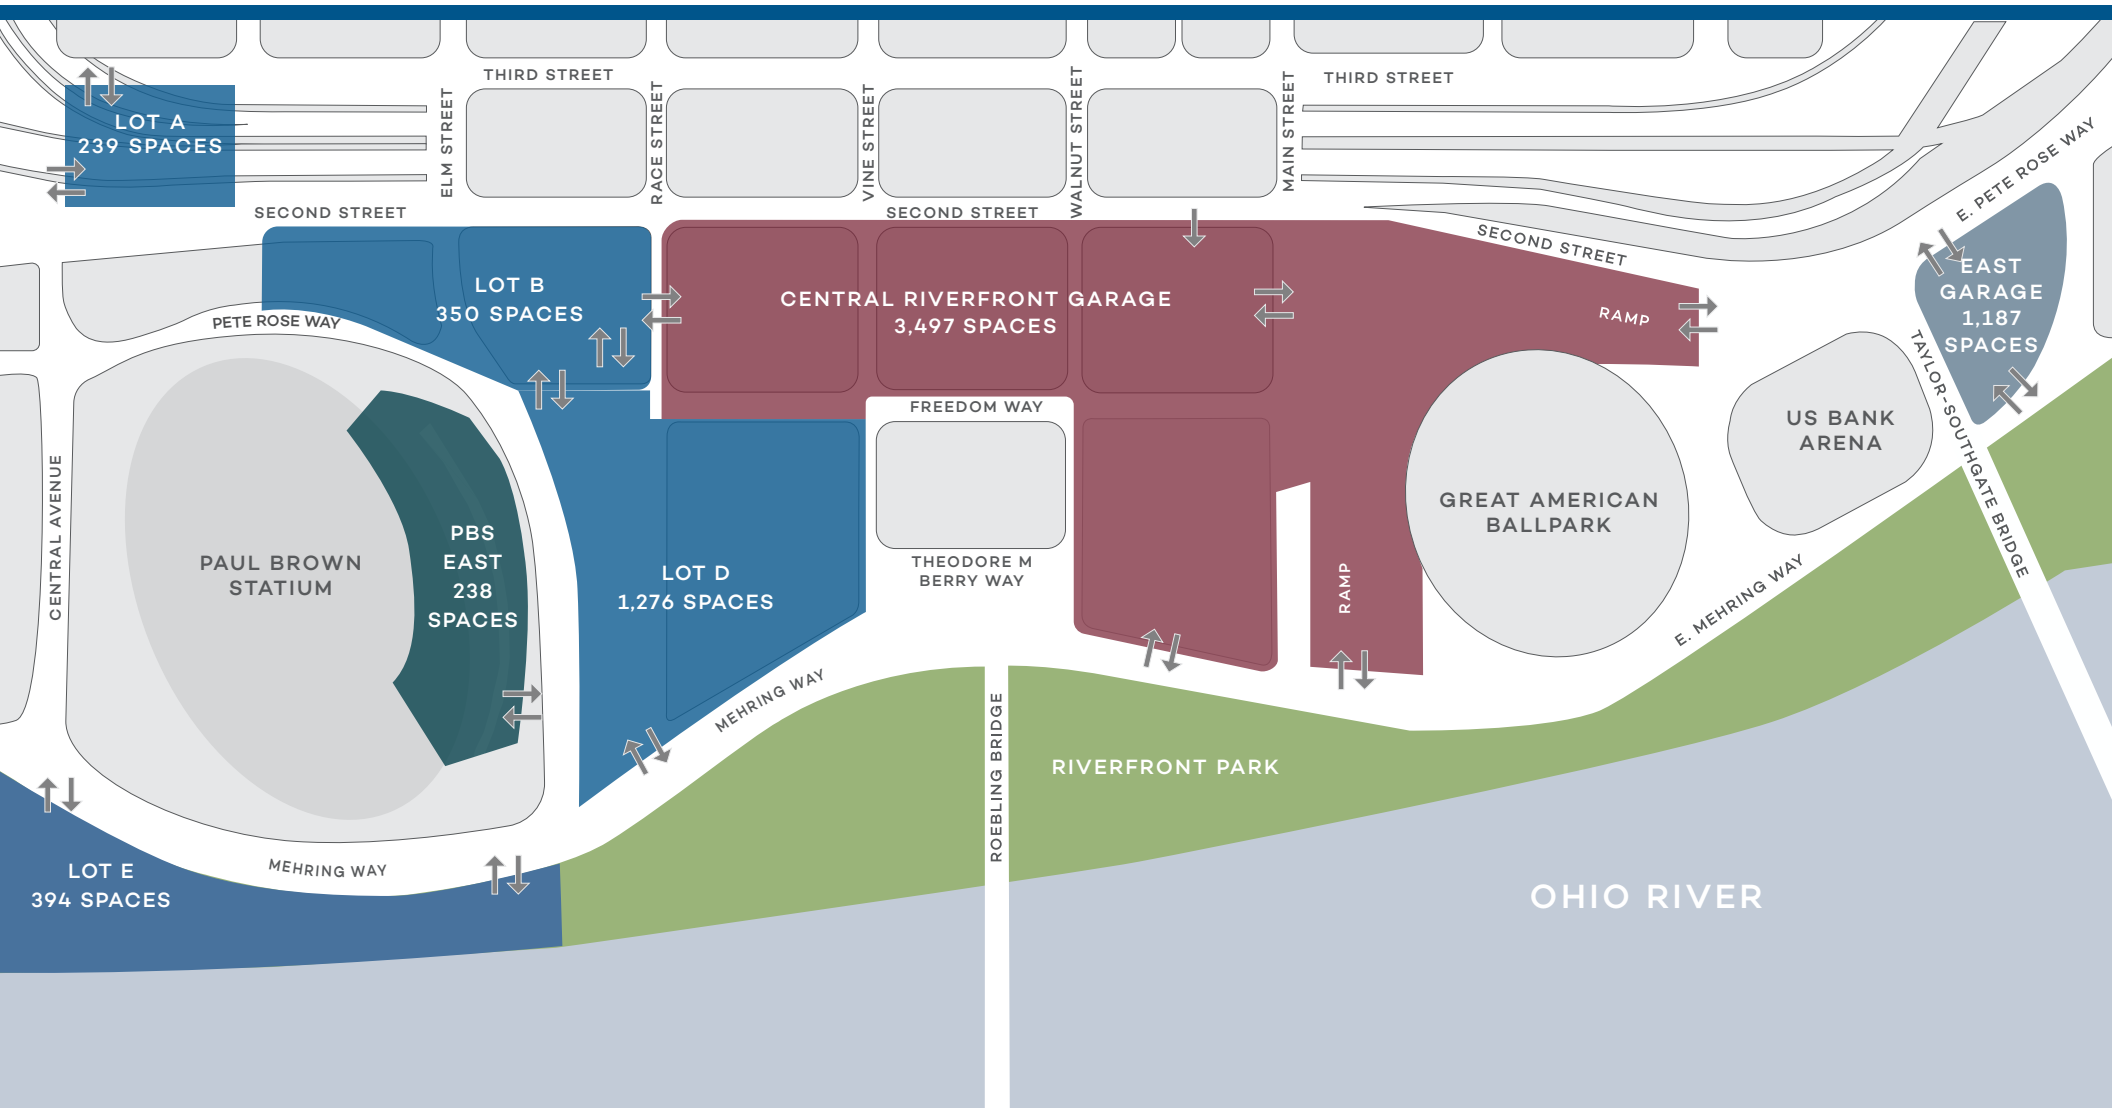 THIRD STREET
THIRD STREET
ELM STREET
RACE STREET
VINE STREET
WALNUT STREET
MAIN STREET
LOT A
239 SPACES
SECOND STREET
SECOND STREET
SECOND STREET
E. PETE ROSE WAY
LOT B
350 SPACES
CENTRAL RIVERFRONT GARAGE
3,497 SPACES
RAMP
EAST
GARAGE
1,187
SPACES
PETE ROSE WAY
FREEDOM WAY
US BANK
ARENA
TAYLOR-SOUTHGATE BRIDGE
CENTRAL AVENUE
PAUL BROWN
STATIUM
PBS
EAST
238
SPACES
LOT D
1,276 SPACES
THEODORE M
BERRY WAY
RAMP
GREAT AMERICAN
BALLPARK
E. MEHRING WAY
MEHRING WAY
ROEBLING BRIDGE
RIVERFRONT PARK
LOT E
394 SPACES
MEHRING WAY
OHIO RIVER